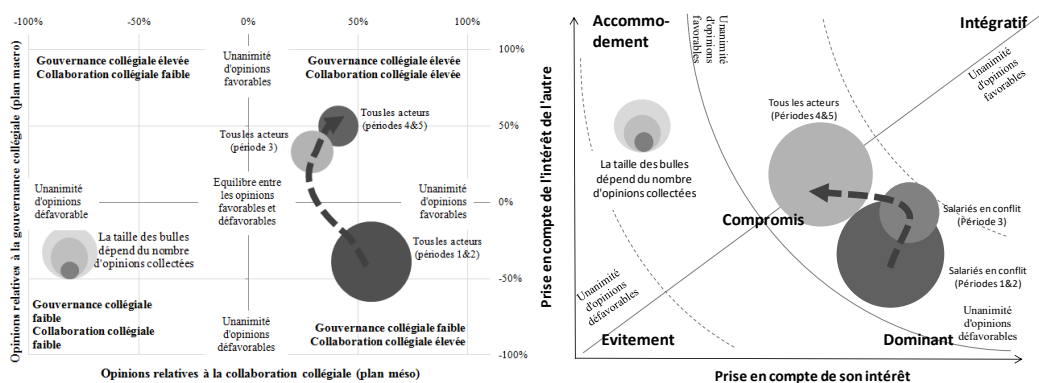 -100%
-50%
0%
50%
100%
100%
50%
0%
-50%
-100%
Opinions relatives à la gouvernance collégiale (plan macro)
Gouvernance collégiale élevée
Collaboration collégiale faible
Unanimité
d'opinions
favorables
Gouvernance collégiale élevée
Collaboration collégiale élevée
Tous les acteurs
(périodes 4&5)
Tous les acteurs
(période 3)
Unanimité
d'opinions
défavorable
Equilibre entre
les opinions
favorables et
défavorables
Unanimité
d'opinions
favorables
La taille des bulles
dépend du nombre
d'opinions collectées
Tous les acteurs
(périodes 1&2)
Gouvernance collégiale
faible
Collaboration collégiale
faible
Unanimité
d'opinions
défavorables
Gouvernance collégiale faible
Collaboration collégiale élevée
Opinions relatives à la collaboration collégiale (plan méso)
Prise en compte de l'intérêt de l'autre
Accommo-
dement
Unanimité
d'opinions
favorables
Intégratif
Unanimité
d'opinions
favorables
Tous les acteurs
(Périodes 4&5)
La taille des bulles
dépend du nombre
d'opinions collectées
Compromis
Salariés en conflit
(Période 3)
Salariés en conflit
(Périodes 1&2)
Unanimité
d'opinions
défavorables
Unanimité
d'opinions
défavorables
Evitement
Dominant
Prise en compte de son intérêt